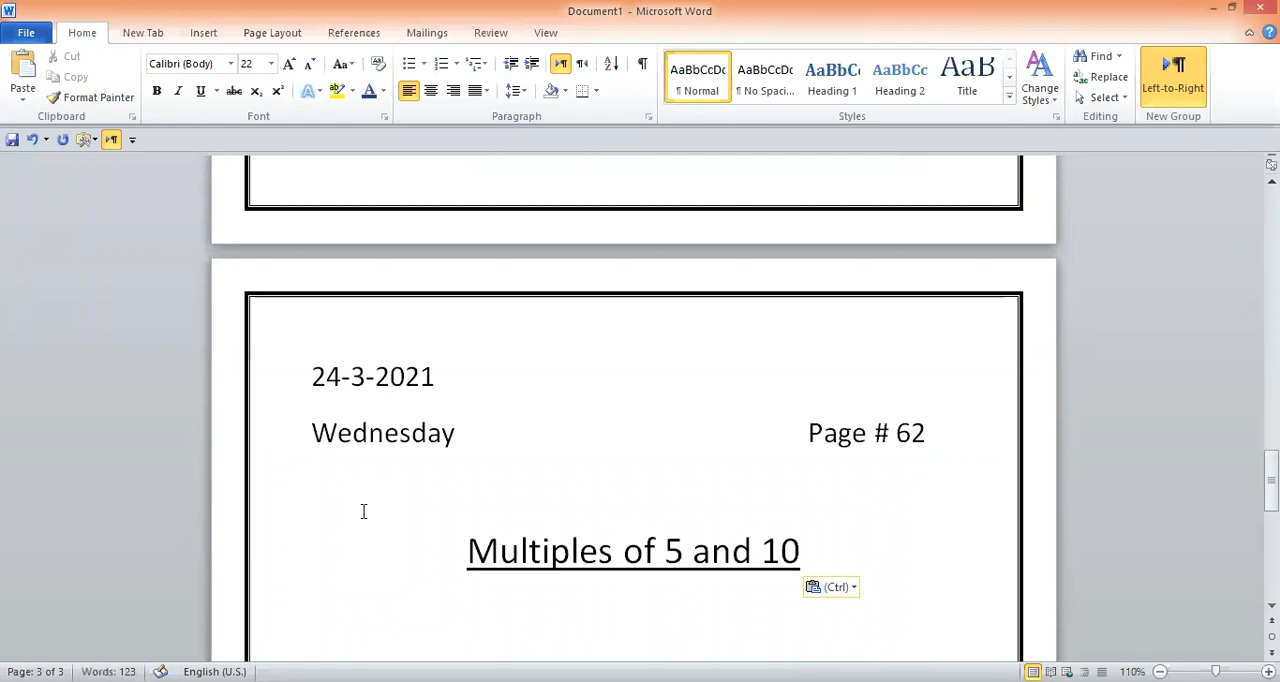 Document1 - Microsoft Word
File Home New Tab Insert Page Layout References Mailings Review View
Paste
Cut
Copy
Format Painter
Clipboard
Calibri (Body) 22
Font
Paragraph
AaBbCcDc AaBbCcDc AaBbC AaBbCc AaB
¶ Normal ¶ No Spaci... Heading 1 Heading 2 Title
Change
Styles
Styles
Find
Replace
Select
Editing
Left-to-Right
New Group
24-3-2021
Wednesday Page # 62
Multiples of 5 and 10
(Ctrl)
Page: 3 of 3 Words: 123 English (U.S.) 110%